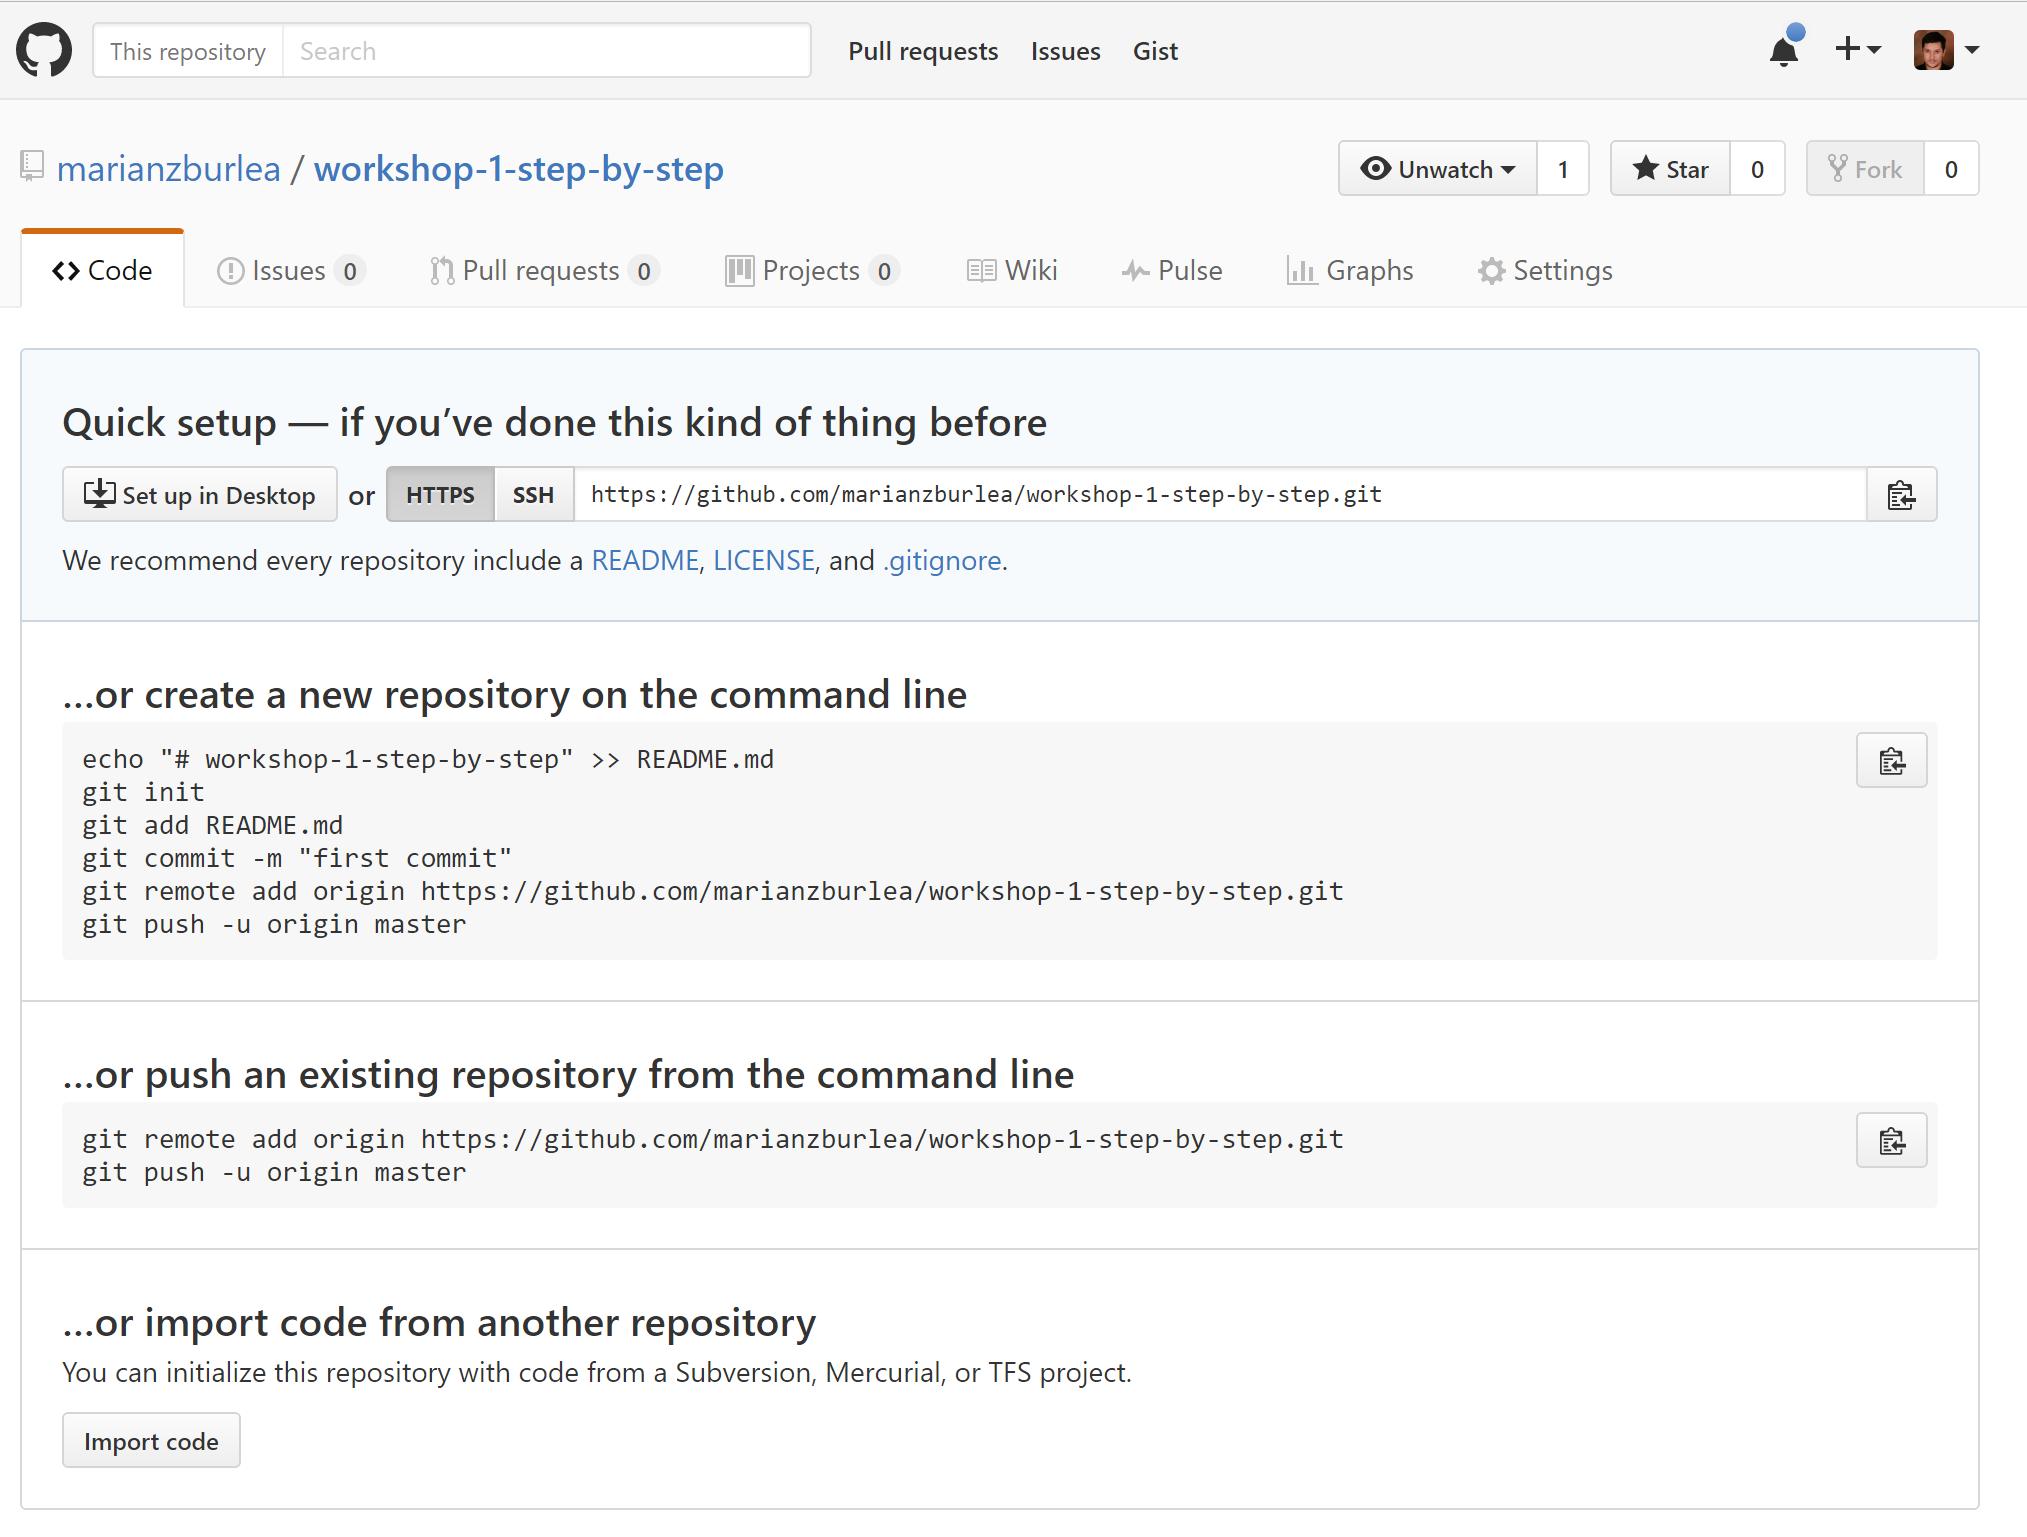 This repository Search Pull requests Issues Gist
marianzburlea / workshop-1-step-by-step Unwatch 1 Star 0 Fork 0
Code Issues 0 Pull requests 0 Projects 0 Wiki Pulse Graphs Settings
Quick setup — if you’ve done this kind of thing before
Set up in Desktop or HTTPS SSH https://github.com/marianzburlea/workshop-1-step-by-step.git
We recommend every repository include a README, LICENSE, and .gitignore.
…or create a new repository on the command line
echo "# workshop-1-step-by-step" >> README.md
git init
git add README.md
git commit -m "first commit"
git remote add origin https://github.com/marianzburlea/workshop-1-step-by-step.git
git push -u origin master
…or push an existing repository from the command line
git remote add origin https://github.com/marianzburlea/workshop-1-step-by-step.git
git push -u origin master
…or import code from another repository
You can initialize this repository with code from a Subversion, Mercurial, or TFS project.
Import code